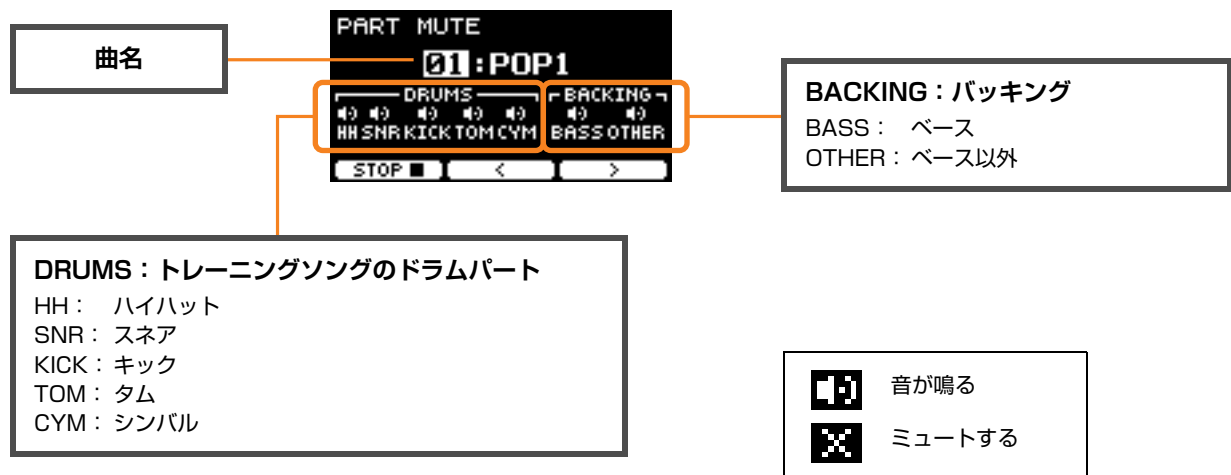 PART MUTE
曲名
01:POP1
DRUMS BACKING
HH SNR KICK TOM CYM BASS OTHER
STOP ■ < >
BACKING：バッキング
BASS： ベース
OTHER：ベース以外
DRUMS：トレーニングソングのドラムパート
HH： ハイハット
SNR： スネア
KICK：キック
TOM：タム
CYM：シンバル
音が鳴る
ミュートする